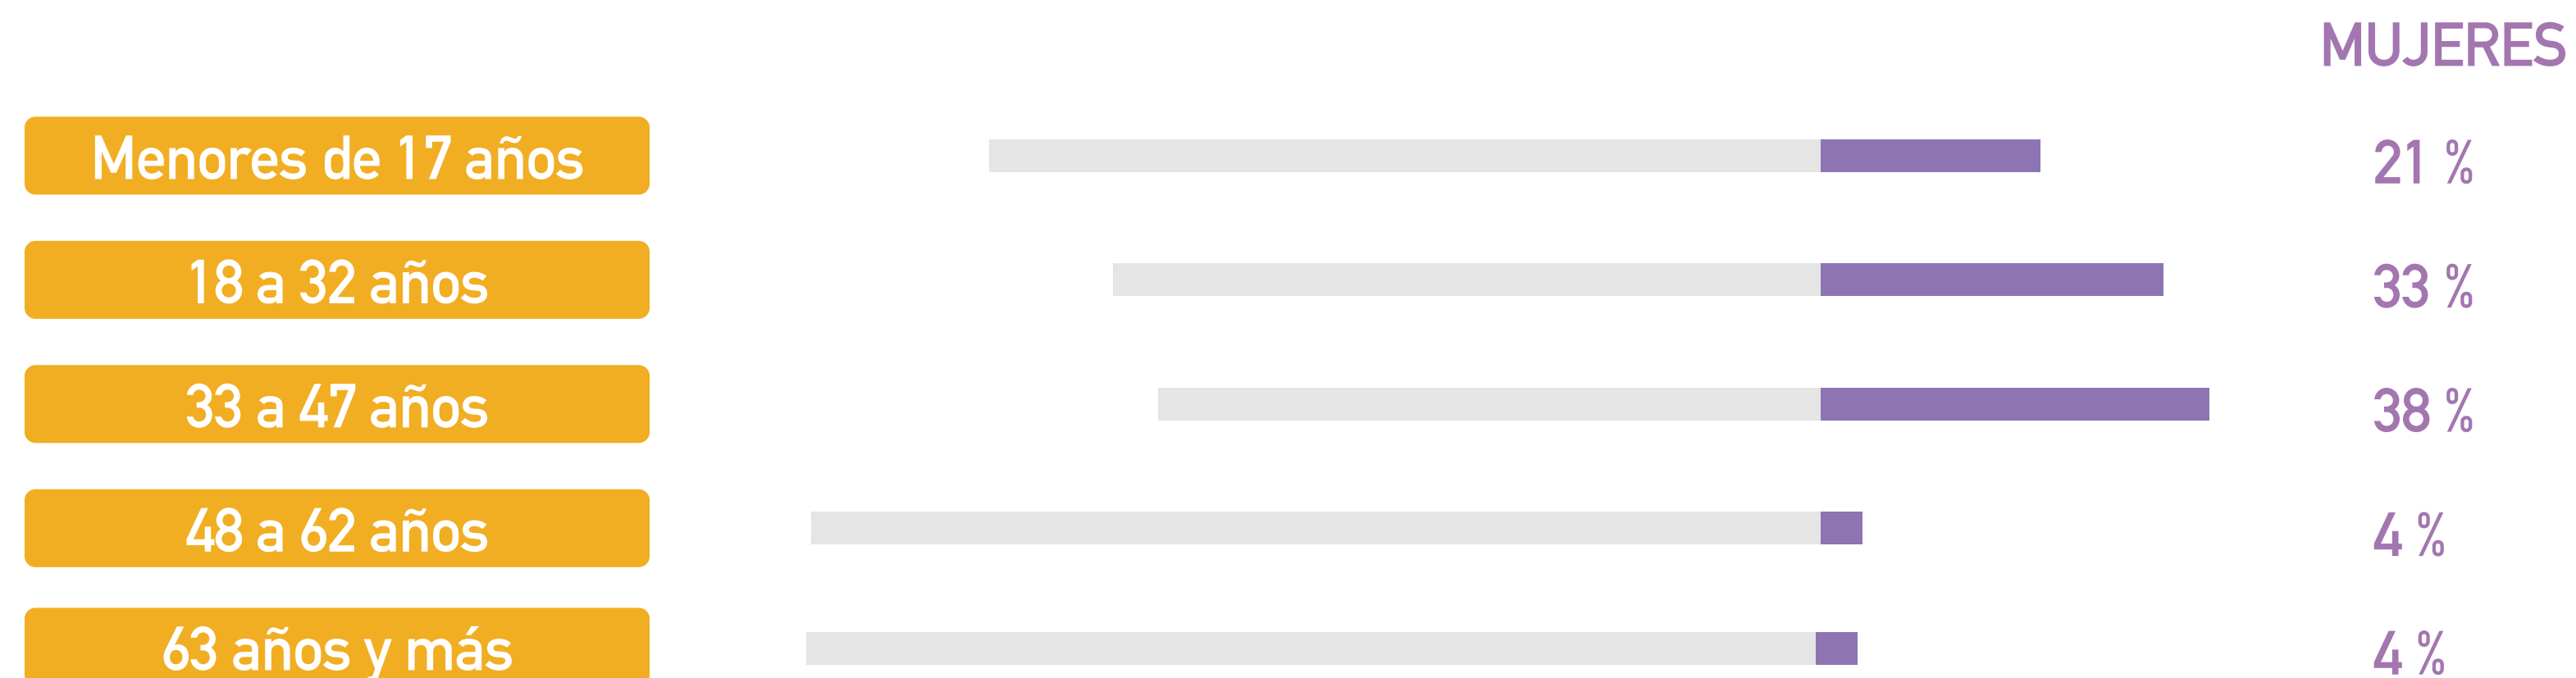 MUJERES
Menores de 17 años 21 %
18 a 32 años 33 %
33 a 47 años 38 %
48 a 62 años 4 %
63 años y más 4 %